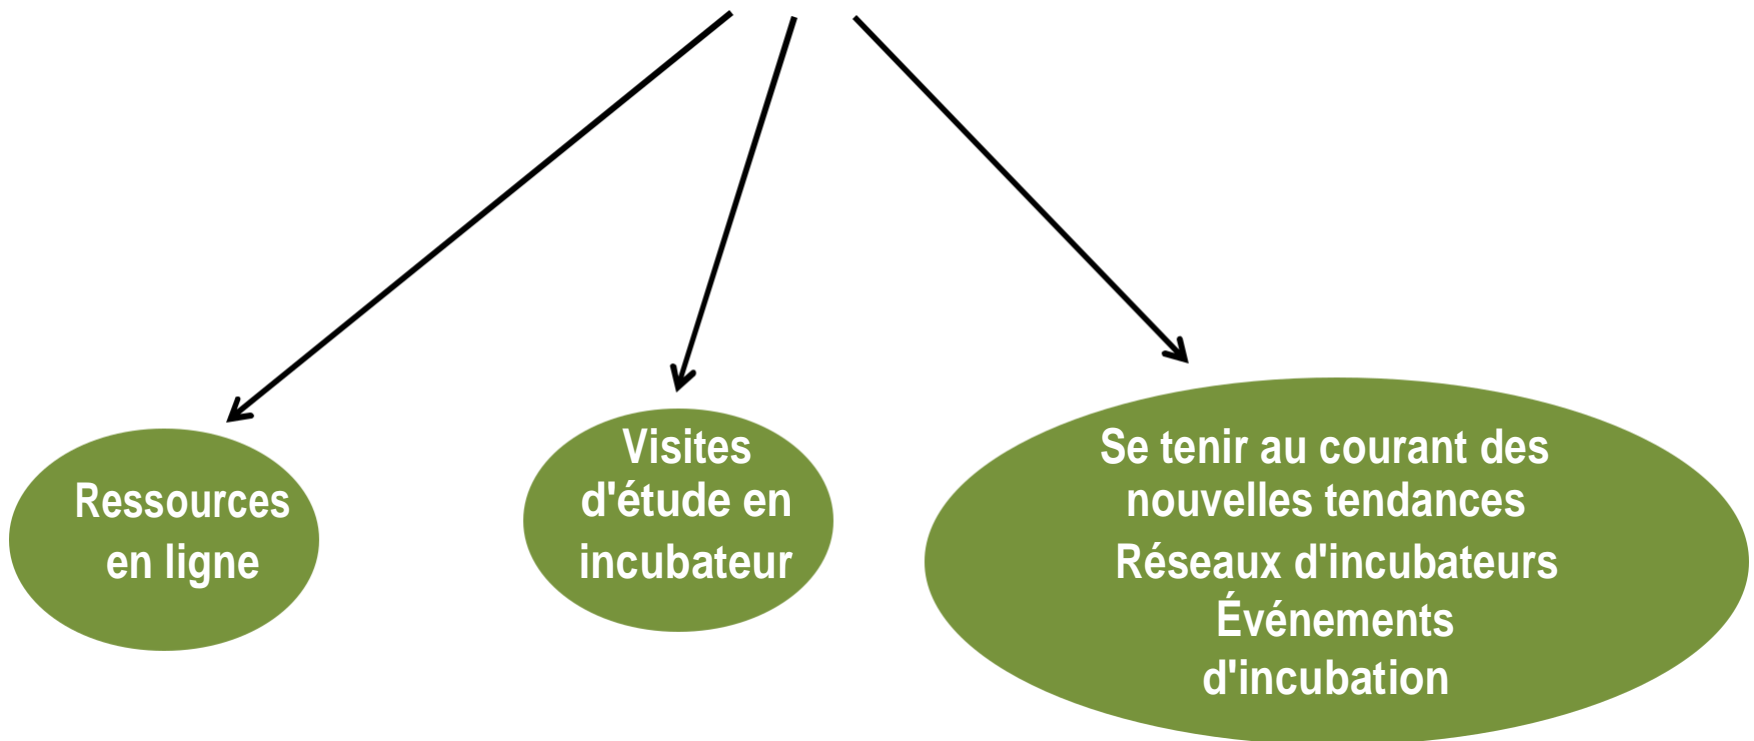 Ressources
en ligne
Visites
d'étude en
incubateur
Se tenir au courant des
nouvelles tendances
Réseaux d'incubateurs
Événements
d'incubation